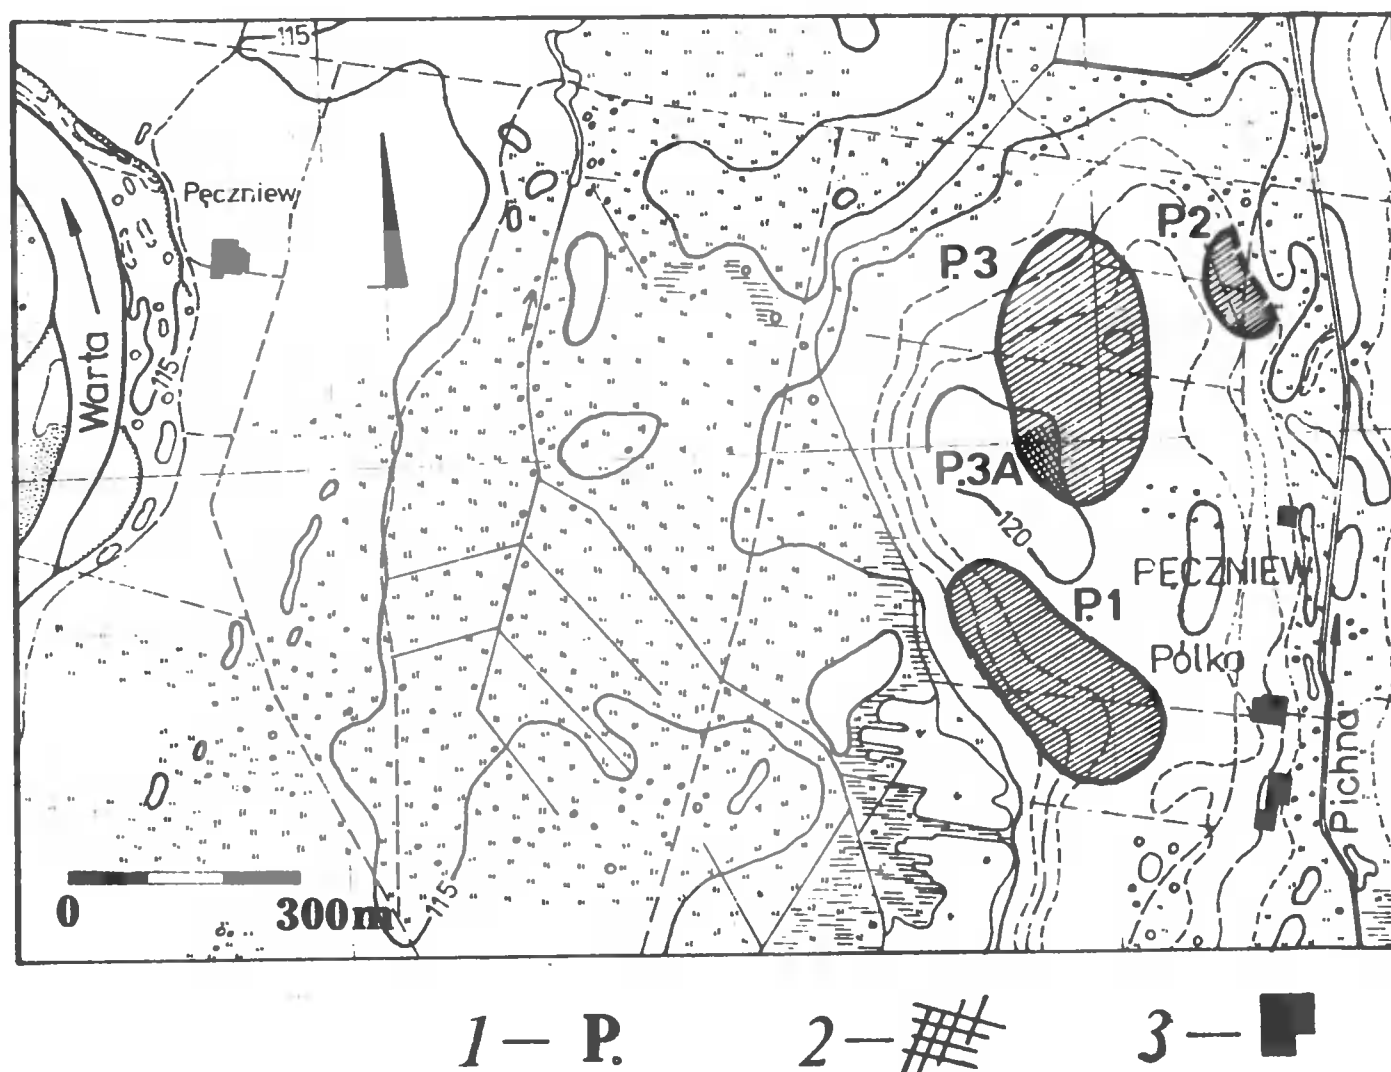 115
Pęczniew
P.2
P.3
Warta
115
P.3A
120
PĘCZNIEW
P.1
Półko
Pichna
115
0 300m
1 — P. 2 — 3 —